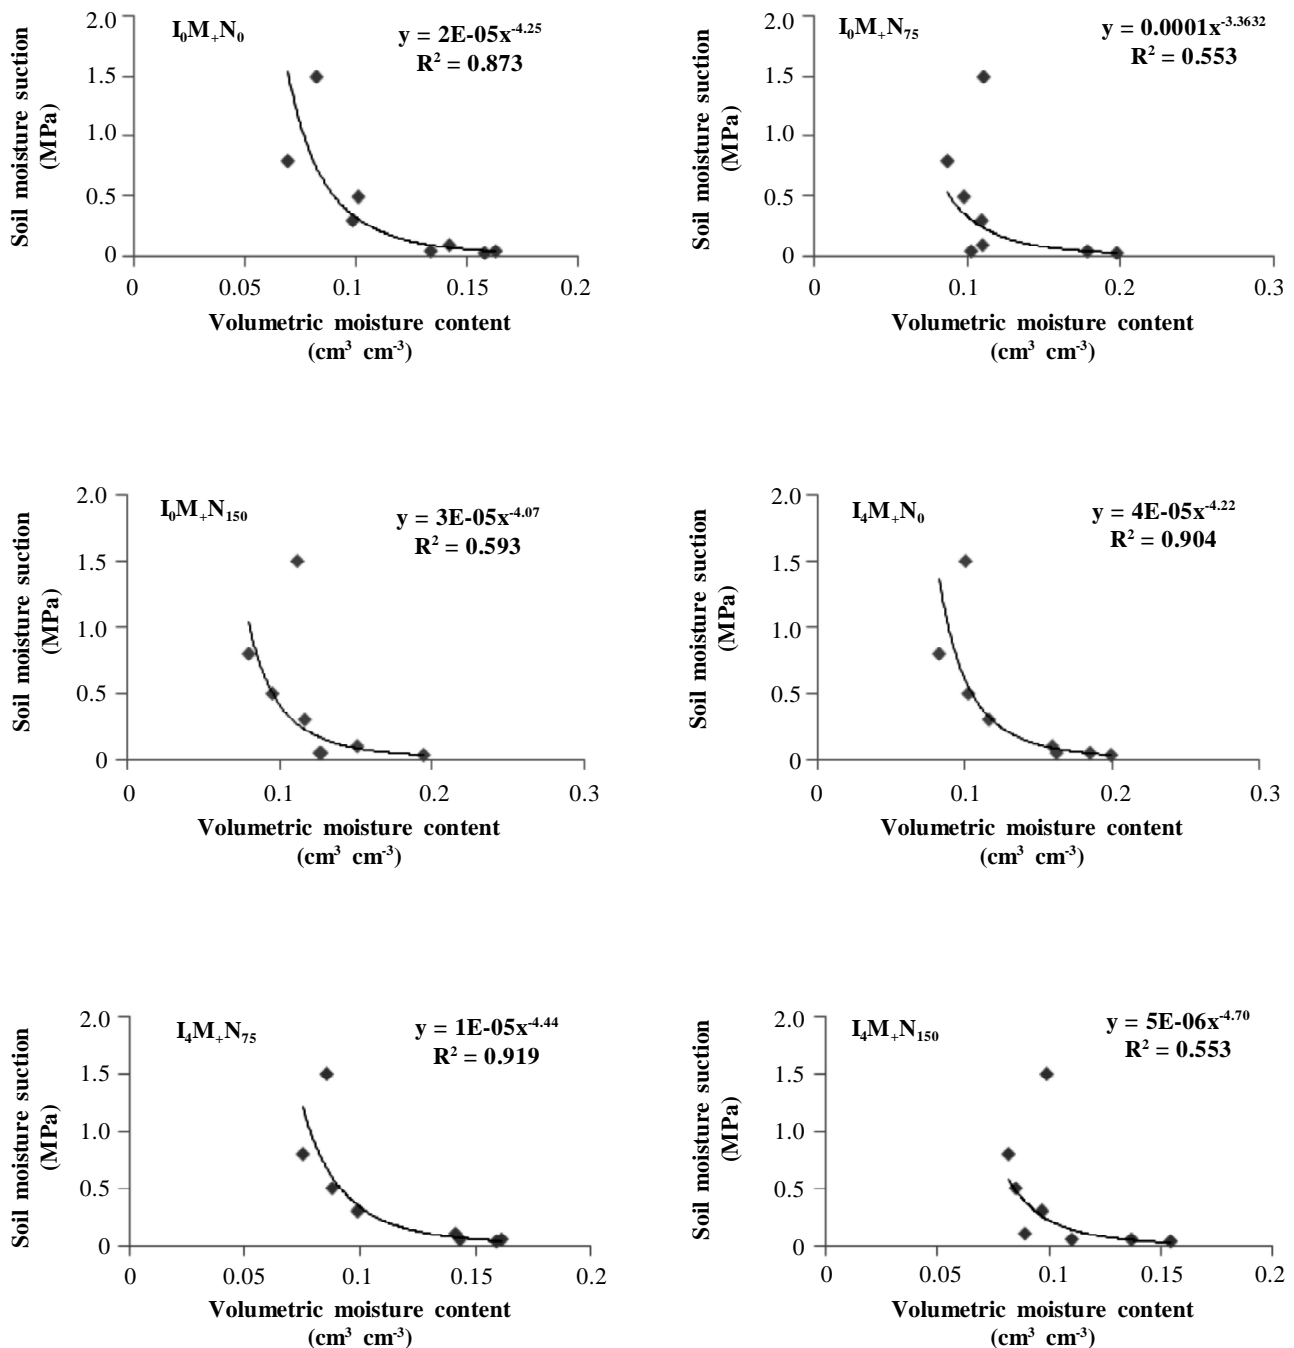 I₀M₊N₀
y = 2E-05x⁻⁴·²⁵
R² = 0.873
Soil moisture suction
(MPa)
2.0
1.5
1.0
0.5
0
0 0.05 0.1 0.15 0.2
Volumetric moisture content
(cm³ cm⁻³)
I₀M₊N₇₅
y = 0.0001x⁻³·³⁶³²
R² = 0.553
Soil moisture suction
(MPa)
2.0
1.5
1.0
0.5
0
0 0.1 0.2 0.3
Volumetric moisture content
(cm³ cm⁻³)
I₀M₊N₁₅₀
y = 3E-05x⁻⁴·⁰⁷
R² = 0.593
Soil moisture suction
(MPa)
2.0
1.5
1.0
0.5
0
0 0.1 0.2 0.3
Volumetric moisture content
(cm³ cm⁻³)
I₄M₊N₀
y = 4E-05x⁻⁴·²²
R² = 0.904
Soil moisture suction
(MPa)
2.0
1.5
1.0
0.5
0
0 0.1 0.2 0.3
Volumetric moisture content
(cm³ cm⁻³)
I₄M₊N₇₅
y = 1E-05x⁻⁴·⁴⁴
R² = 0.919
Soil moisture suction
(MPa)
2.0
1.5
1.0
0.5
0
0 0.05 0.1 0.15 0.2
Volumetric moisture content
(cm³ cm⁻³)
I₄M₊N₁₅₀
y = 5E-06x⁻⁴·⁷⁰
R² = 0.553
Soil moisture suction
(MPa)
2.0
1.5
1.0
0.5
0
0 0.05 0.1 0.15 0.2
Volumetric moisture content
(cm³ cm⁻³)